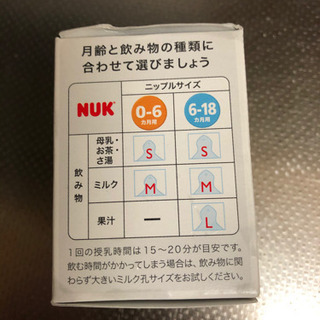 月齢と飲み物の種類に
合わせて選びましょう
ニップルサイズ
NUK
0-6
カ月用
6-18
カ月用
飲み物
母乳・
お茶・
さ湯
S
S
ミルク
M
M
果汁
—
L
1回の授乳時間は15〜20分が目安です。
飲む時間がかかってしまう場合は、飲み物に関
わらず大きいミルク孔サイズをお試しください。